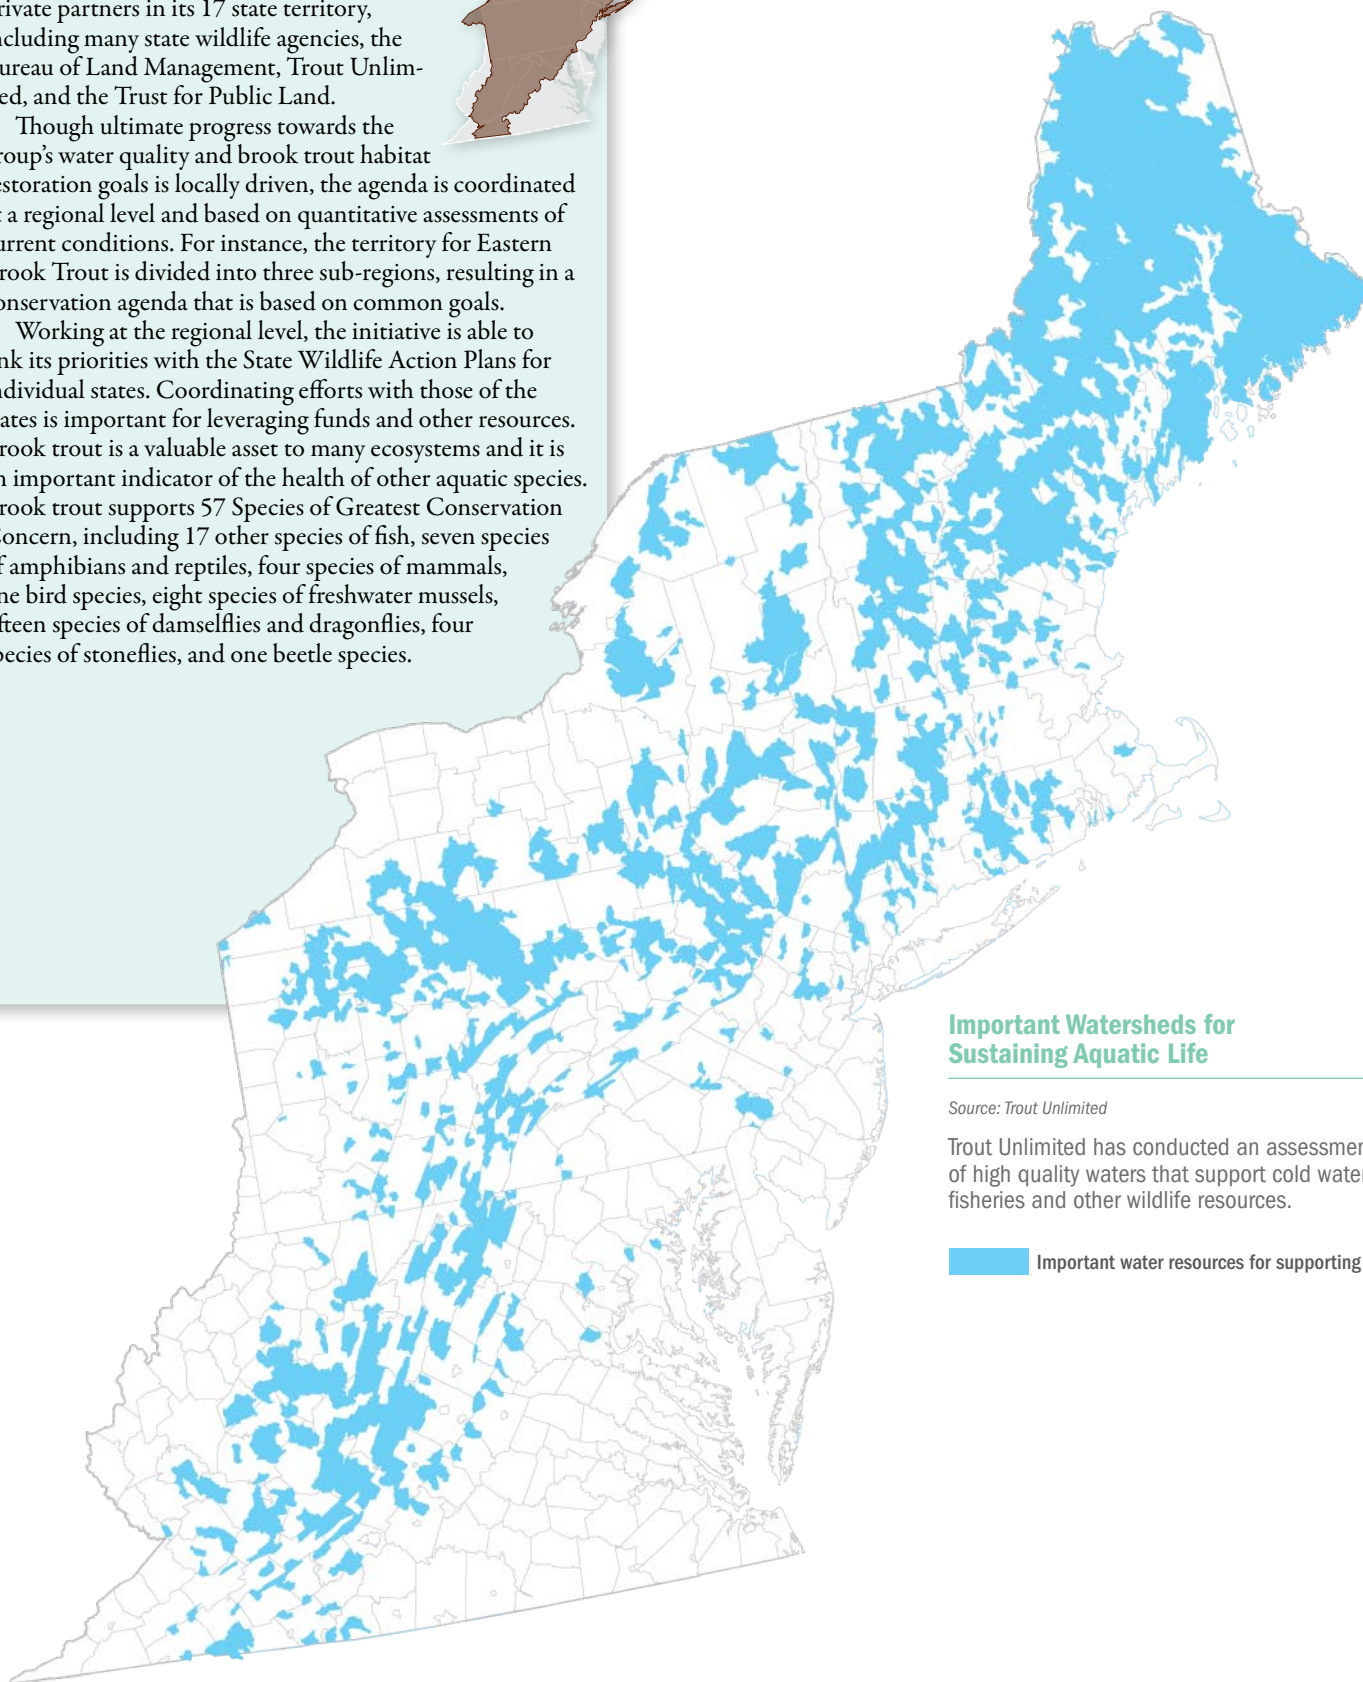 rivate partners in its 17 state territory,
ncluding many state wildlife agencies, the
ureau of Land Management, Trout Unlim-
ed, and the Trust for Public Land.
Though ultimate progress towards the
roup's water quality and brook trout habitat
estoration goals is locally driven, the agenda is coordinated
t a regional level and based on quantitative assessments of
urrent conditions. For instance, the territory for Eastern
rook Trout is divided into three sub-regions, resulting in a
onservation agenda that is based on common goals.
Working at the regional level, the initiative is able to
nk its priorities with the State Wildlife Action Plans for
ndividual states. Coordinating efforts with those of the
ates is important for leveraging funds and other resources.
rook trout is a valuable asset to many ecosystems and it is
n important indicator of the health of other aquatic species.
rook trout supports 57 Species of Greatest Conservation
oncern, including 17 other species of fish, seven species
f amphibians and reptiles, four species of mammals,
ne bird species, eight species of freshwater mussels,
fteen species of damselflies and dragonflies, four
pecies of stoneflies, and one beetle species.
Important Watersheds for
Sustaining Aquatic Life
Source: Trout Unlimited
Trout Unlimited has conducted an assessmen
of high quality waters that support cold water
fisheries and other wildlife resources.
Important water resources for supporting